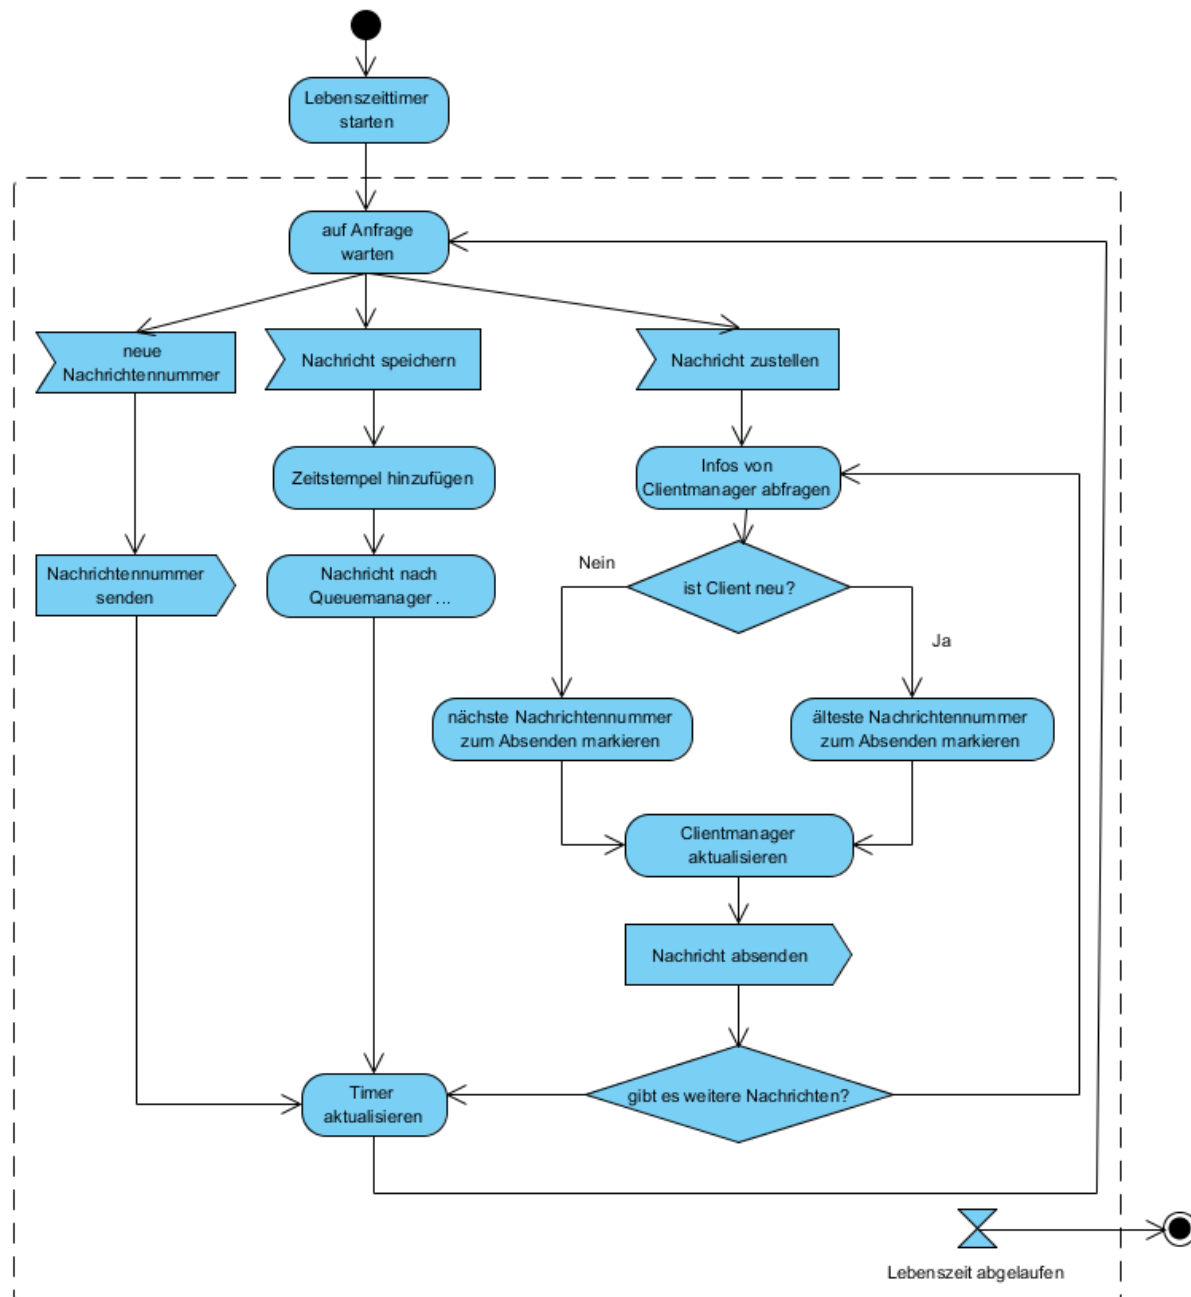 Lebenszeittimer
starten
auf Anfrage
warten
neue
Nachrichtennummer
Nachricht speichern
Nachricht zustellen
Zeitstempel hinzufügen
Infos von
Clientmanager abfragen
Nachrichtennummer
senden
Nachricht nach
Queuemanager ...
Nein
ist Client neu?
Ja
nächste Nachrichtennummer
zum Absenden markieren
älteste Nachrichtennummer
zum Absenden markieren
Clientmanager
aktualisieren
Nachricht absenden
Timer
aktualisieren
gibt es weitere Nachrichten?
Lebenszeit abgelaufen